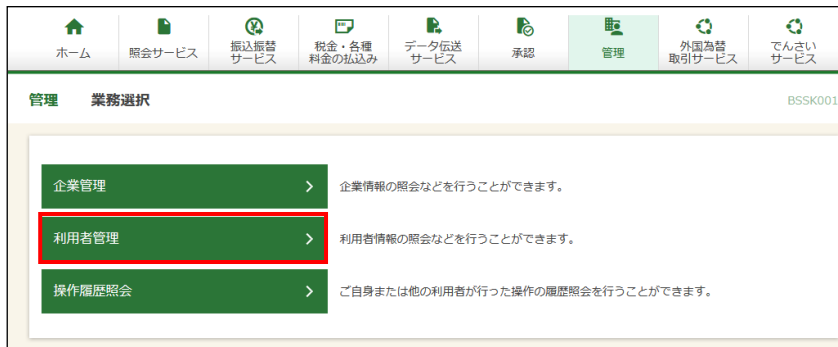 ホーム
照会サービス
振込振替
サービス
税金・各種
料金の払込み
データ伝送
サービス
承認
管理
外国為替
取引サービス
でんさい
サービス
管理 業務選択
BSSK001
企業管理
企業情報の照会などを行うことができます。
利用者管理
利用者情報の照会などを行うことができます。
操作履歴照会
ご自身または他の利用者が行った操作の履歴照会を行うことができます。